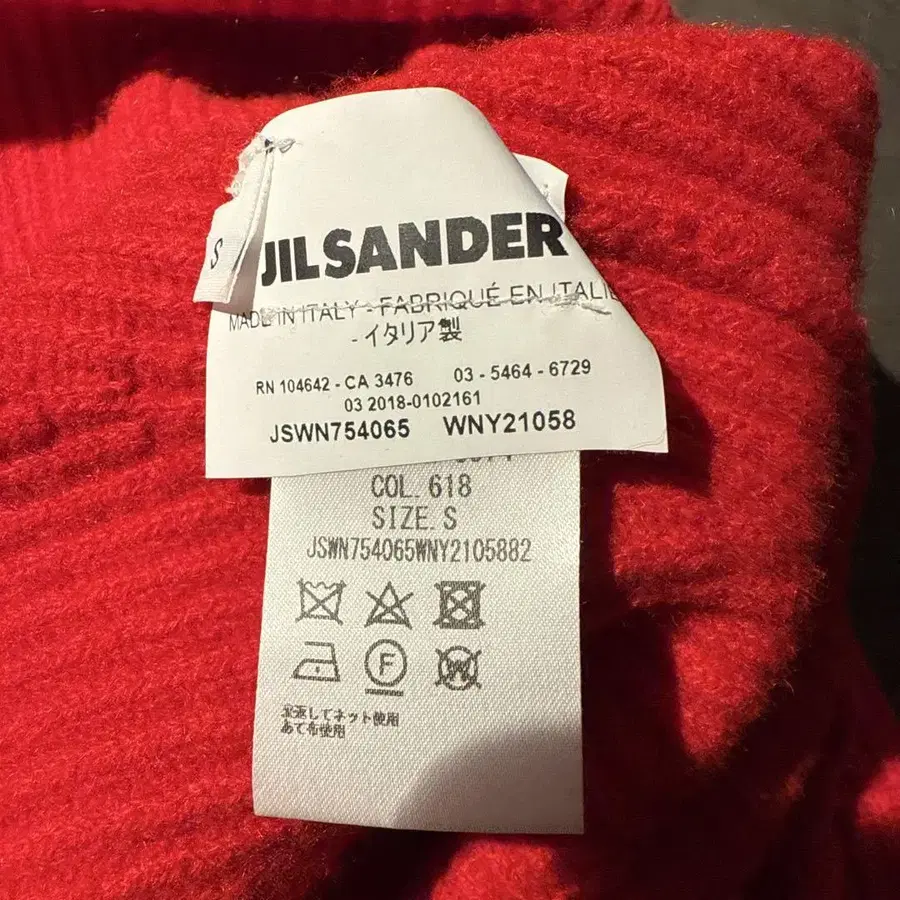 S
JIL SANDER
MADE IN ITALY - FABRIQUÉ EN ITALIE
- イタリア製
RN 104642 - CA 3476 03 - 5464 - 6729
03 2018-0102161
JSWN754065 WNY21058
COL. 618
SIZE. S
JSWN754065WNY2105882
F
W
裏返してネット使用
あて布使用